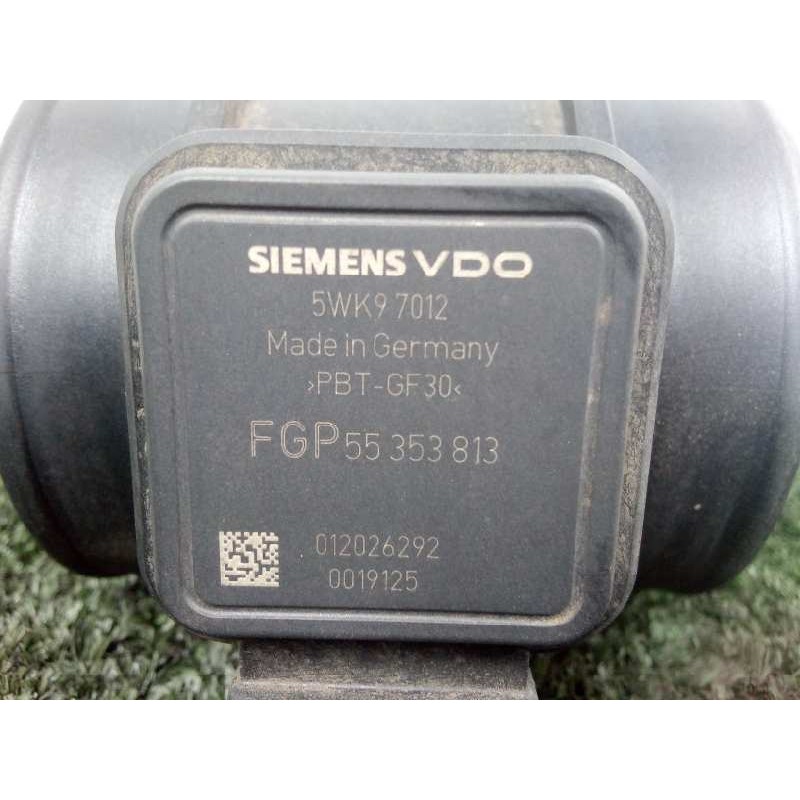 SIEMENS VDO
5WK9 7012
Made in Germany
>PBT-GF30<
FGP 55 353 813
012026292
0019125